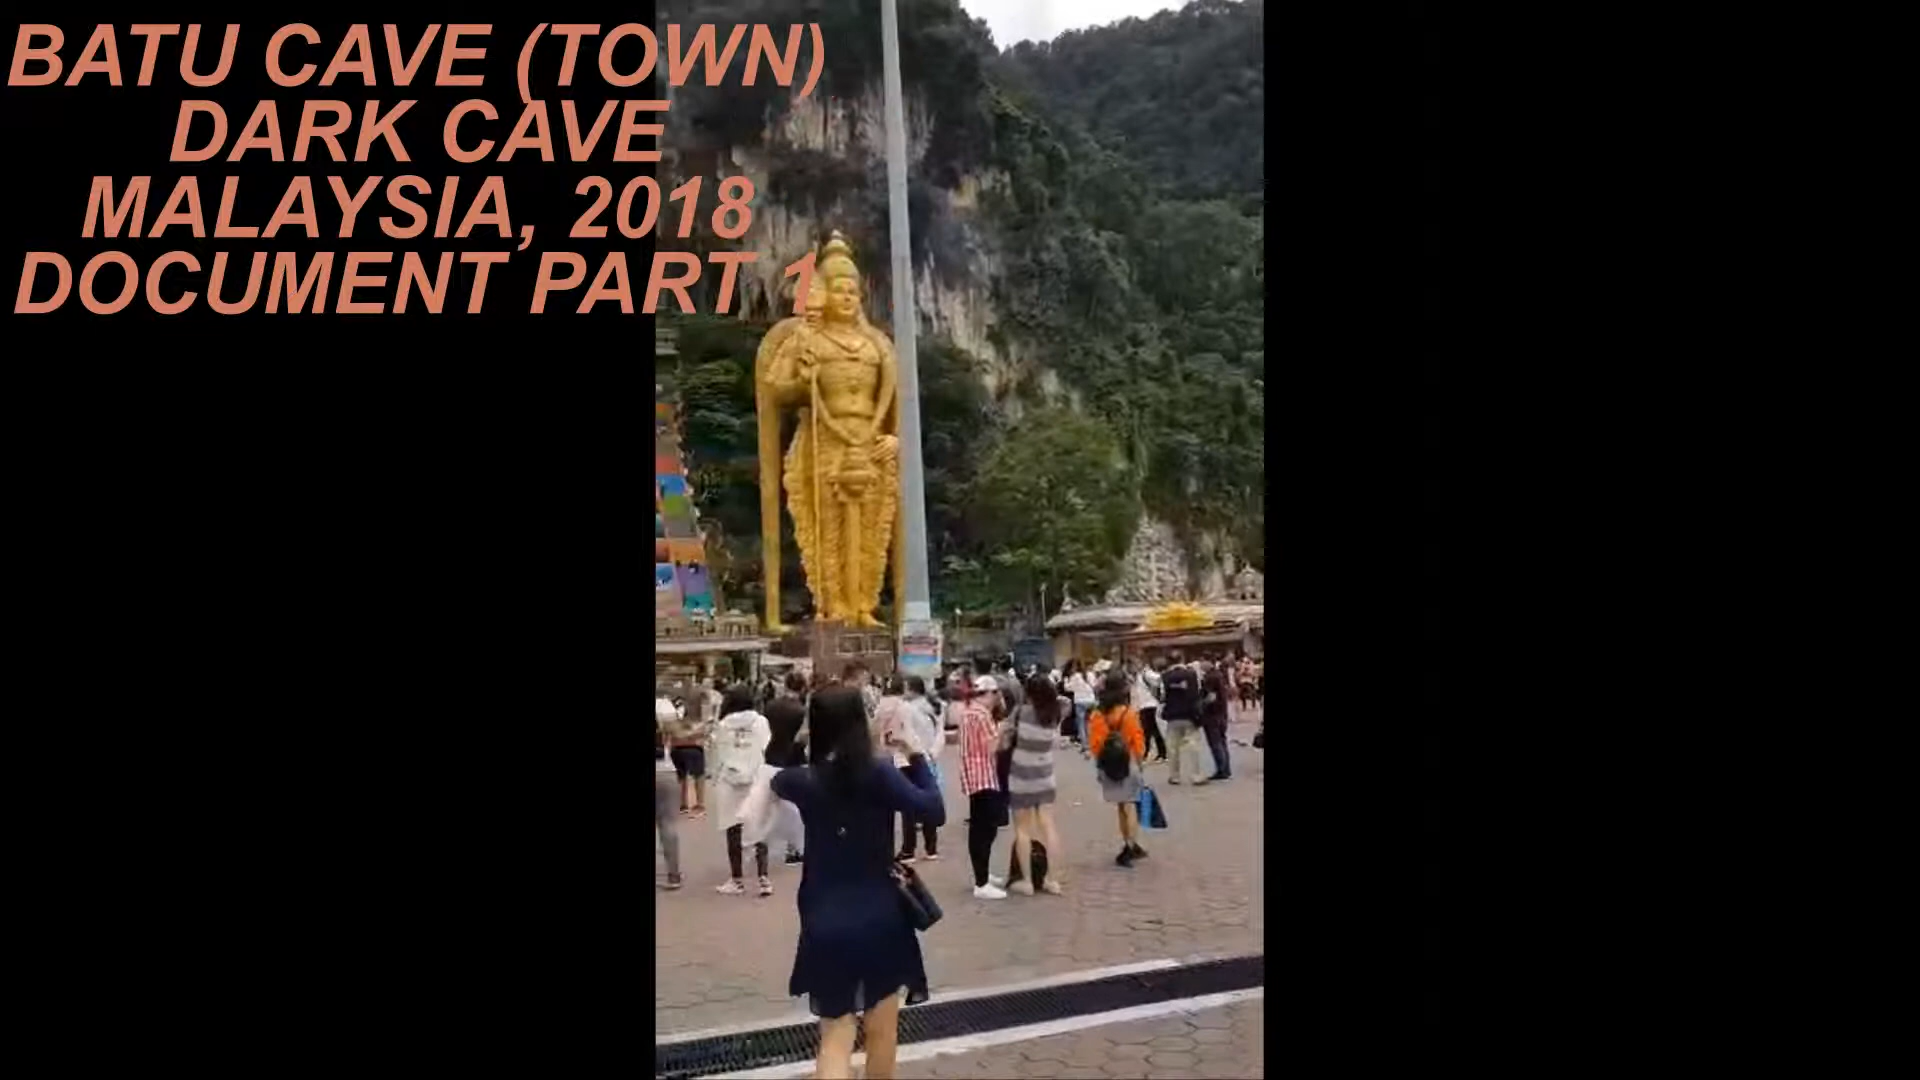 BATU CAVE (TOWN)
DARK CAVE
MALAYSIA, 2018
DOCUMENT PART 1